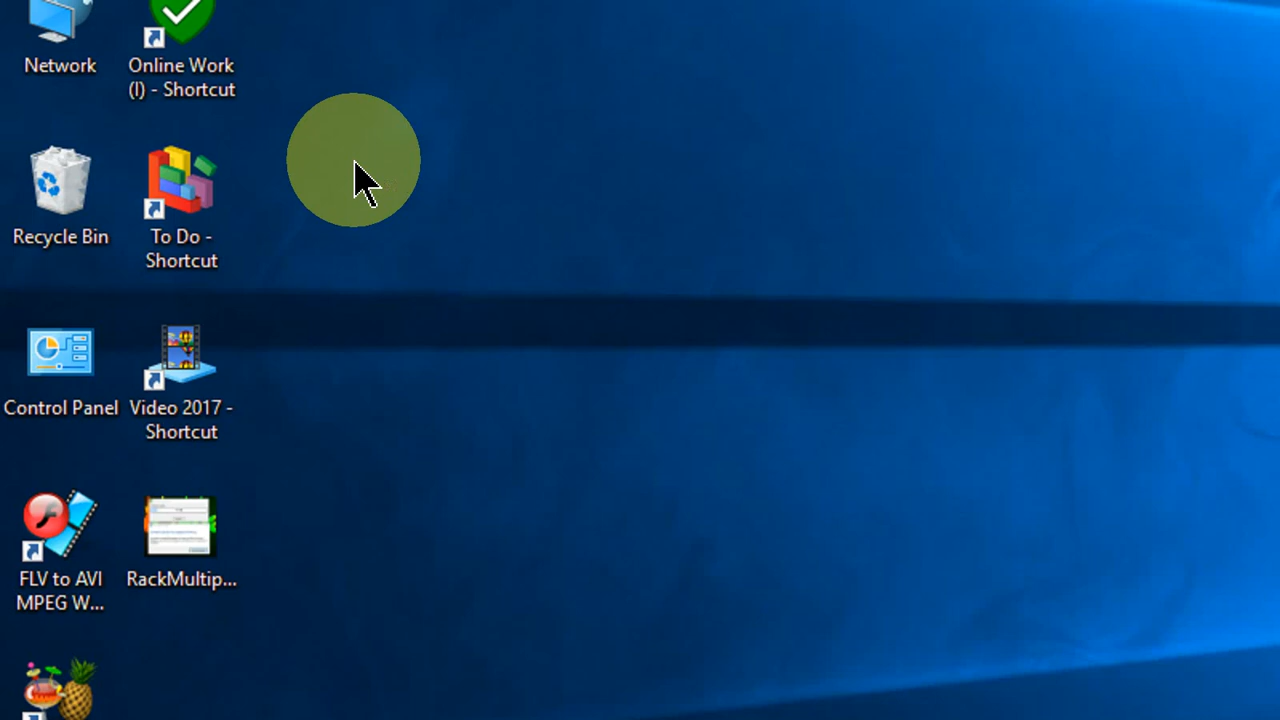 Network
Online Work
(I) - Shortcut
Recycle Bin
To Do -
Shortcut
Control Panel
Video 2017 -
Shortcut
FLV to AVI
MPEG W...
RackMultip...